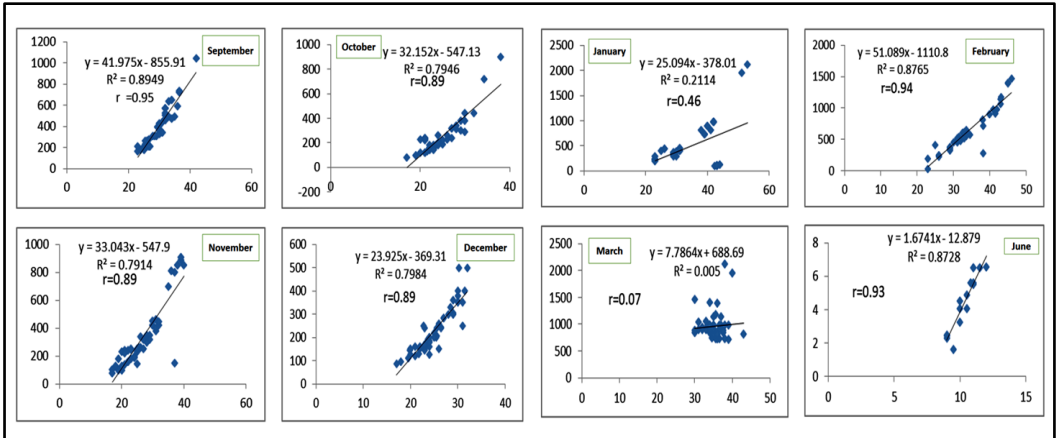 September
1200
1000
800
600
400
200
0
y = 41.975x - 855.91
R² = 0.8949
r =0.95
0 20 40 60
October
1000
800
600
400
200
0
-200
y = 32.152x - 547.13
R² = 0.7946
r=0.89
0 20 40
January
2500
2000
1500
1000
500
0
y = 25.094x - 378.01
R² = 0.2114
r=0.46
0 20 40 60
February
2000
1500
1000
500
0
y = 51.089x - 1110.8
R² = 0.8765
r=0.94
0 10 20 30 40 50
November
1000
800
600
400
200
0
y = 33.043x - 547.9
R² = 0.7914
r=0.89
0 20 40 60
December
600
500
400
300
200
100
0
y = 23.925x - 369.31
R² = 0.7984
r=0.89
0 10 20 30 40
March
2500
2000
1500
1000
500
0
y = 7.7864x + 688.69
R² = 0.005
r=0.07
0 10 20 30 40 50
June
8
6
4
2
0
y = 1.6741x - 12.879
R² = 0.8728
r=0.93
0 5 10 15